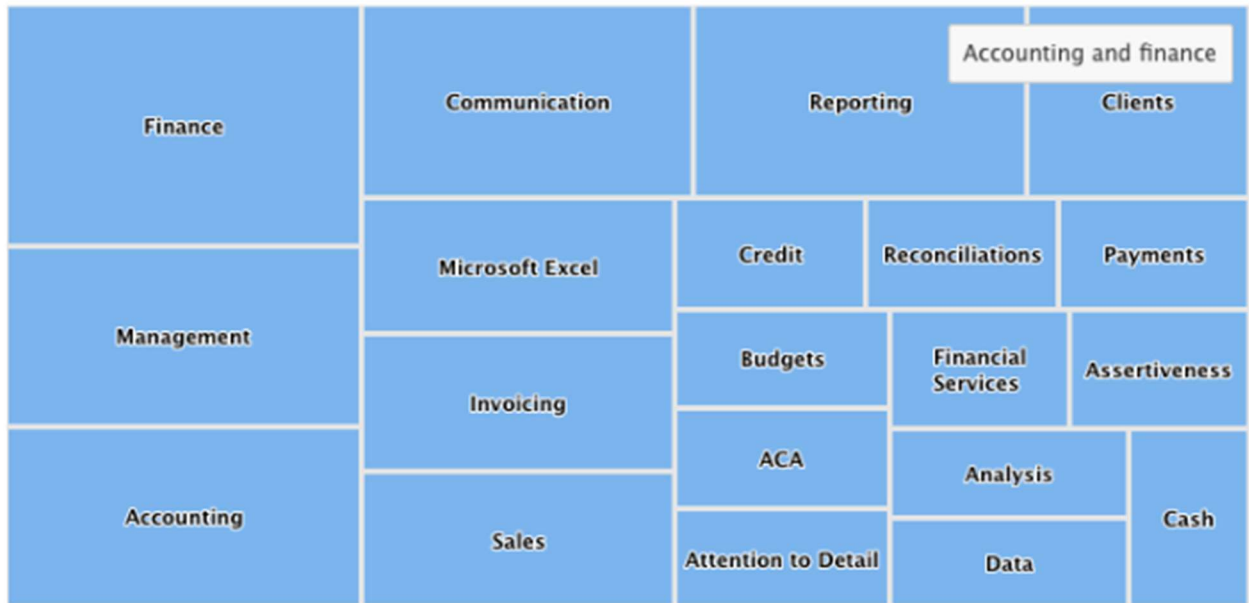 Accounting and finance
Finance
Communication
Reporting
Clients
Management
Microsoft Excel
Credit
Reconciliations
Payments
Invoicing
Budgets
Financial
Services
Assertiveness
Accounting
Sales
ACA
Analysis
Cash
Attention to Detail
Data